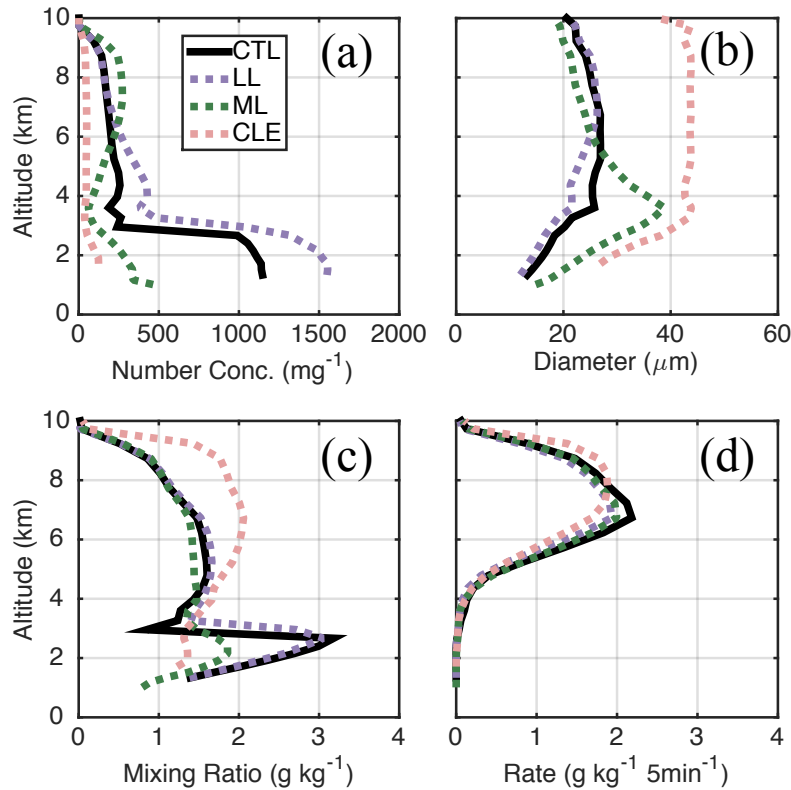 10
8
6
4
2
0
Altitude (km)
(a)
CTL
LL
ML
CLE
0 500 1000 1500 2000
Number Conc. (mg⁻¹)
(b)
0 20 40 60
Diameter (μm)
10
8
6
4
2
0
Altitude (km)
(c)
0 1 2 3 4
Mixing Ratio (g kg⁻¹)
(d)
0 1 2 3 4
Rate (g kg⁻¹ 5min⁻¹)